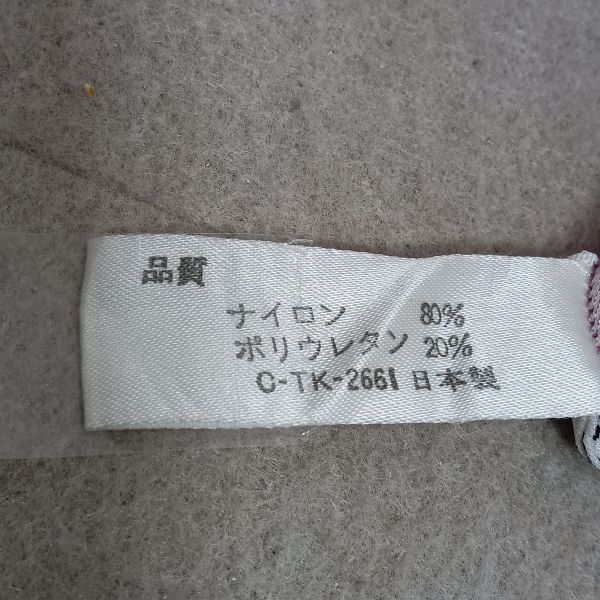 品質
ナイロン 80%
ポリウレタン 20%
C-TK-2661 日本製